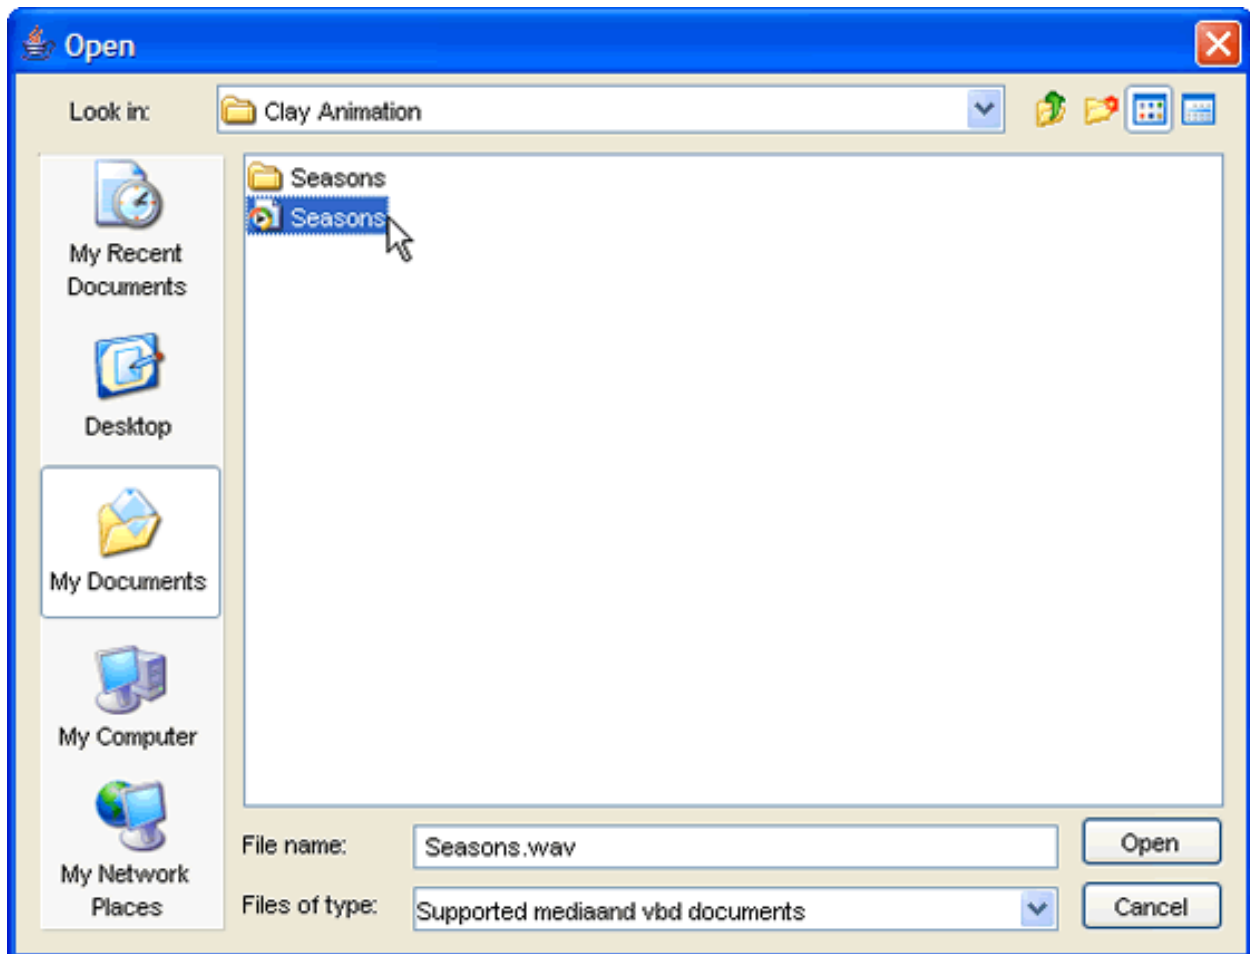 Open
Look in: Clay Animation
Seasons
Seasons
My Recent
Documents
Desktop
My Documents
My Computer
My Network
Places
File name: Seasons.wav Open
Files of type: Supported mediaand vbd documents Cancel